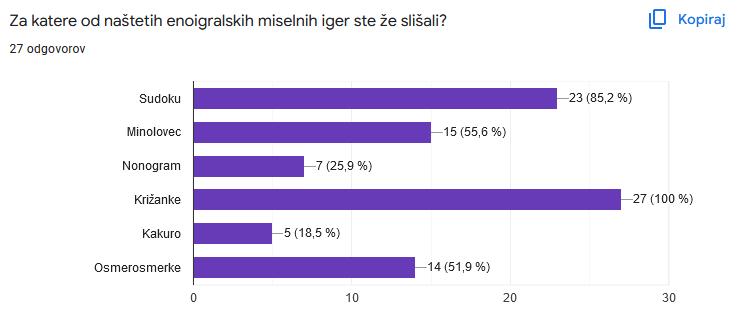 Za katere od naštetih enoigralskih miselnih iger ste že slišali?
Kopiraj
27 odgovorov
Sudoku 23 (85,2 %)
Minolovec 15 (55,6 %)
Nonogram 7 (25,9 %)
Križanke 27 (100 %)
Kakuro 5 (18,5 %)
Osmerosmerke 14 (51,9 %)
0 10 20 30